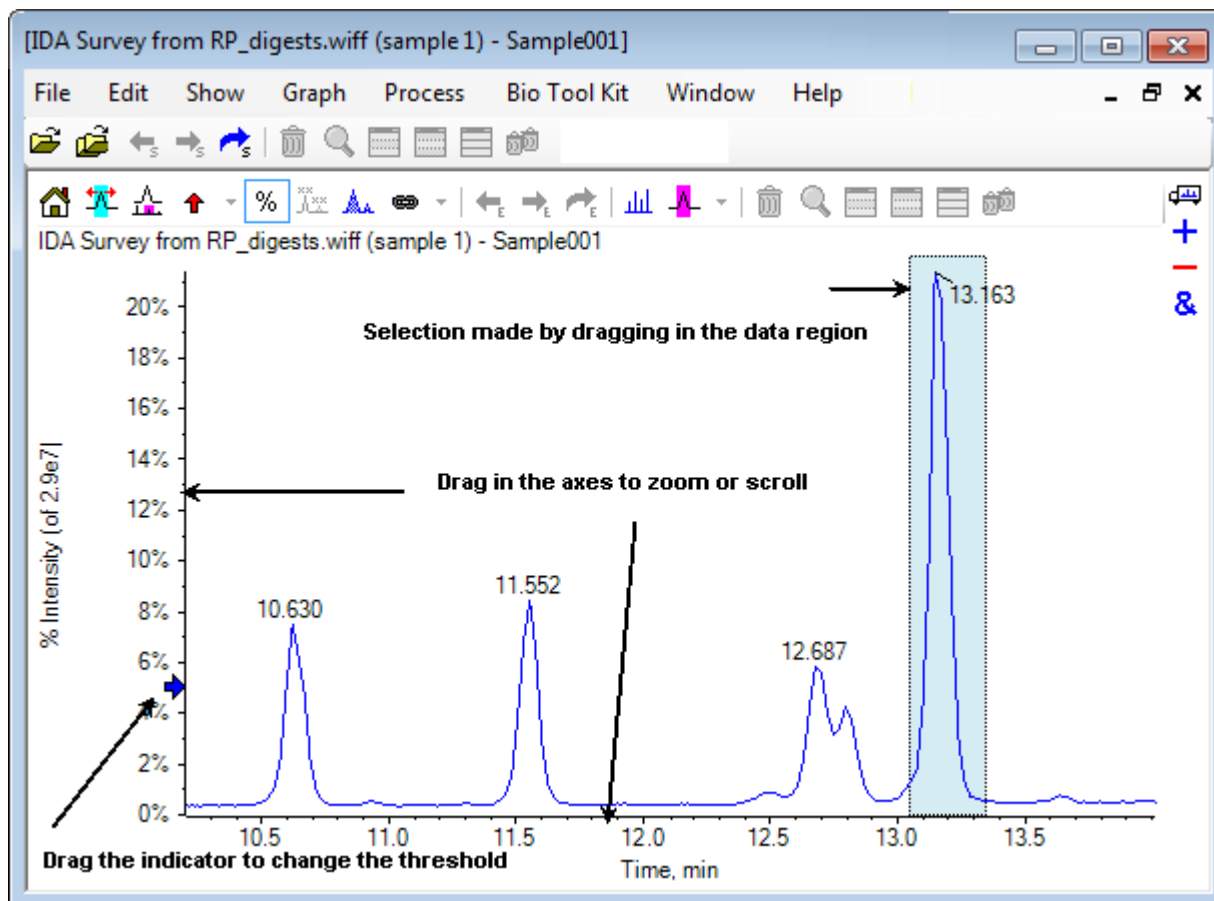 [IDA Survey from RP_digests.wiff (sample 1) - Sample001]
File Edit Show Graph Process Bio Tool Kit Window Help
S S S
% E E E
IDA Survey from RP_digests.wiff (sample 1) - Sample001
&
20%
18%
16%
14%
12%
10%
8%
6%
4%
2%
0%
% Intensity (of 2.9e7)
13.163
Selection made by dragging in the data region
Drag in the axes to zoom or scroll
10.630
11.552
12.687
10.5 11.0 11.5 12.0 12.5 13.0 13.5
Drag the indicator to change the threshold
Time, min